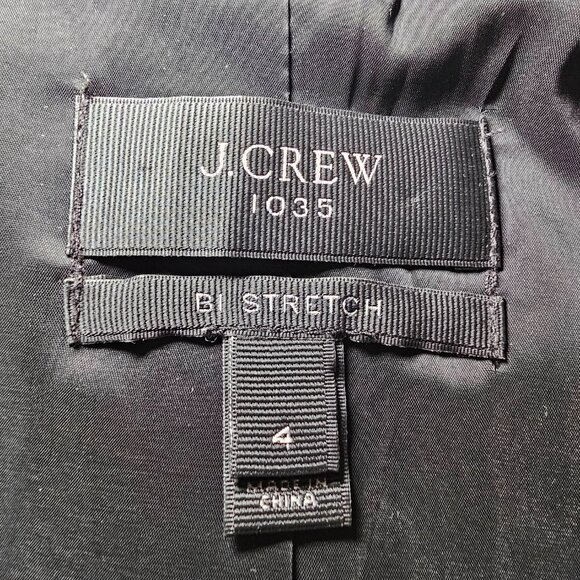 J.CREW
1035
BI STRETCH
4
MADE IN
CHINA